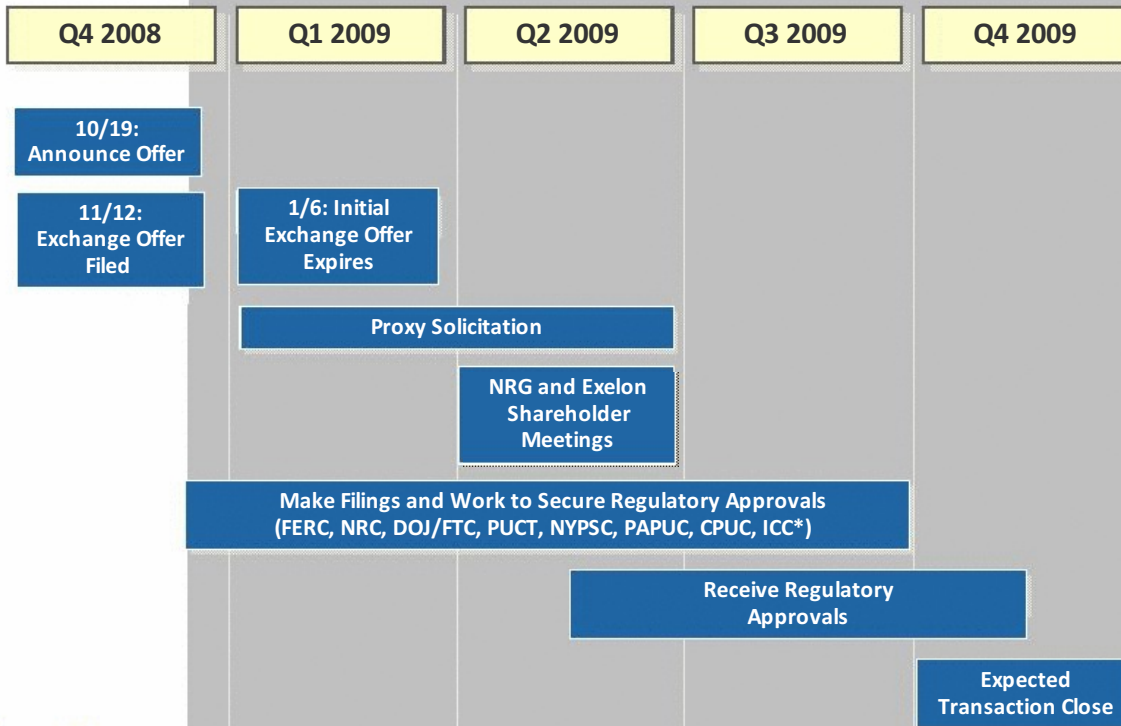 Q4 2008
Q1 2009
Q2 2009
Q3 2009
Q4 2009
10/19:
Announce Offer
11/12:
Exchange Offer
Filed
1/6: Initial
Exchange Offer
Expires
Proxy Solicitation
NRG and Exelon
Shareholder
Meetings
Make Filings and Work to Secure Regulatory Approvals
(FERC, NRC, DOJ/FTC, PUCT, NYPSC, PAPUC, CPUC, ICC*)
Receive Regulatory
Approvals
Expected
Transaction Close